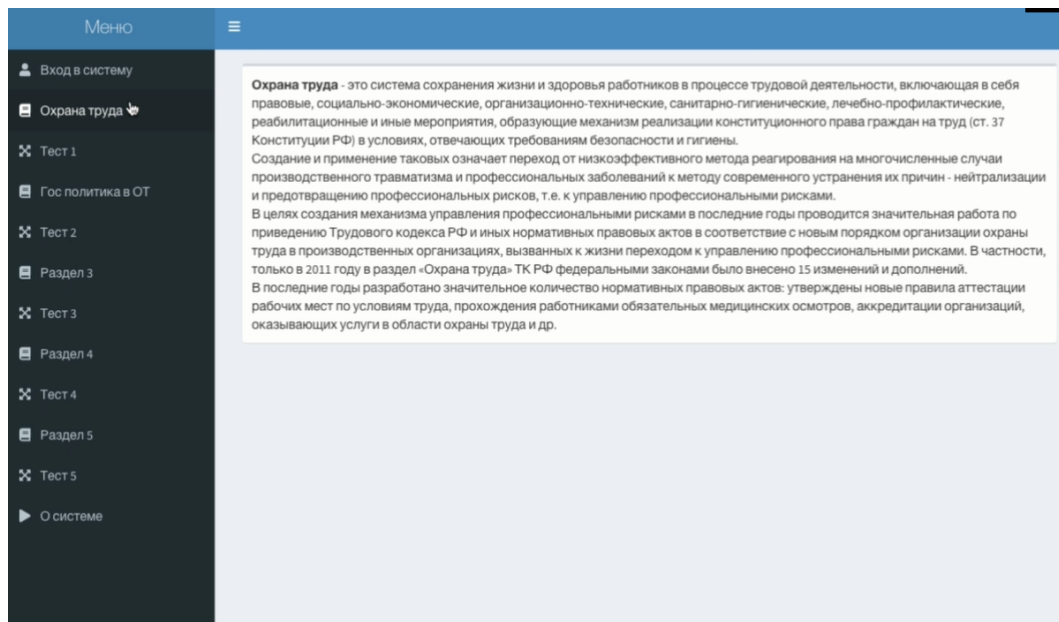 Меню
Вход в систему
Охрана труда
Тест 1
Гос политика в ОТ
Тест 2
Раздел 3
Тест 3
Раздел 4
Тест 4
Раздел 5
Тест 5
О системе
Охрана труда - это система сохранения жизни и здоровья работников в процессе трудовой деятельности, включающая в себя
правовые, социально-экономические, организационно-технические, санитарно-гигиенические, лечебно-профилактические,
реабилитационные и иные мероприятия, образующие механизм реализации конституционного права граждан на труд (ст. 37
Конституции РФ) в условиях, отвечающих требованиям безопасности и гигиены.
Создание и применение таковых означает переход от низкоэффективного метода реагирования на многочисленные случаи
производственного травматизма и профессиональных заболеваний к методу современного устранения их причин - нейтрализации
и предотвращению профессиональных рисков, т.е. к управлению профессиональными рисками.
В целях создания механизма управления профессиональными рисками в последние годы проводится значительная работа по
приведению Трудового кодекса РФ и иных нормативных правовых актов в соответствие с новым порядком организации охраны
труда в производственных организациях, вызванных к жизни переходом к управлению профессиональными рисками. В частности,
только в 2011 году в раздел «Охрана труда» ТК РФ федеральными законами было внесено 15 изменений и дополнений.
В последние годы разработано значительное количество нормативных правовых актов: утверждены новые правила аттестации
рабочих мест по условиям труда, прохождения работниками обязательных медицинских осмотров, аккредитации организаций,
оказывающих услуги в области охраны труда и др.